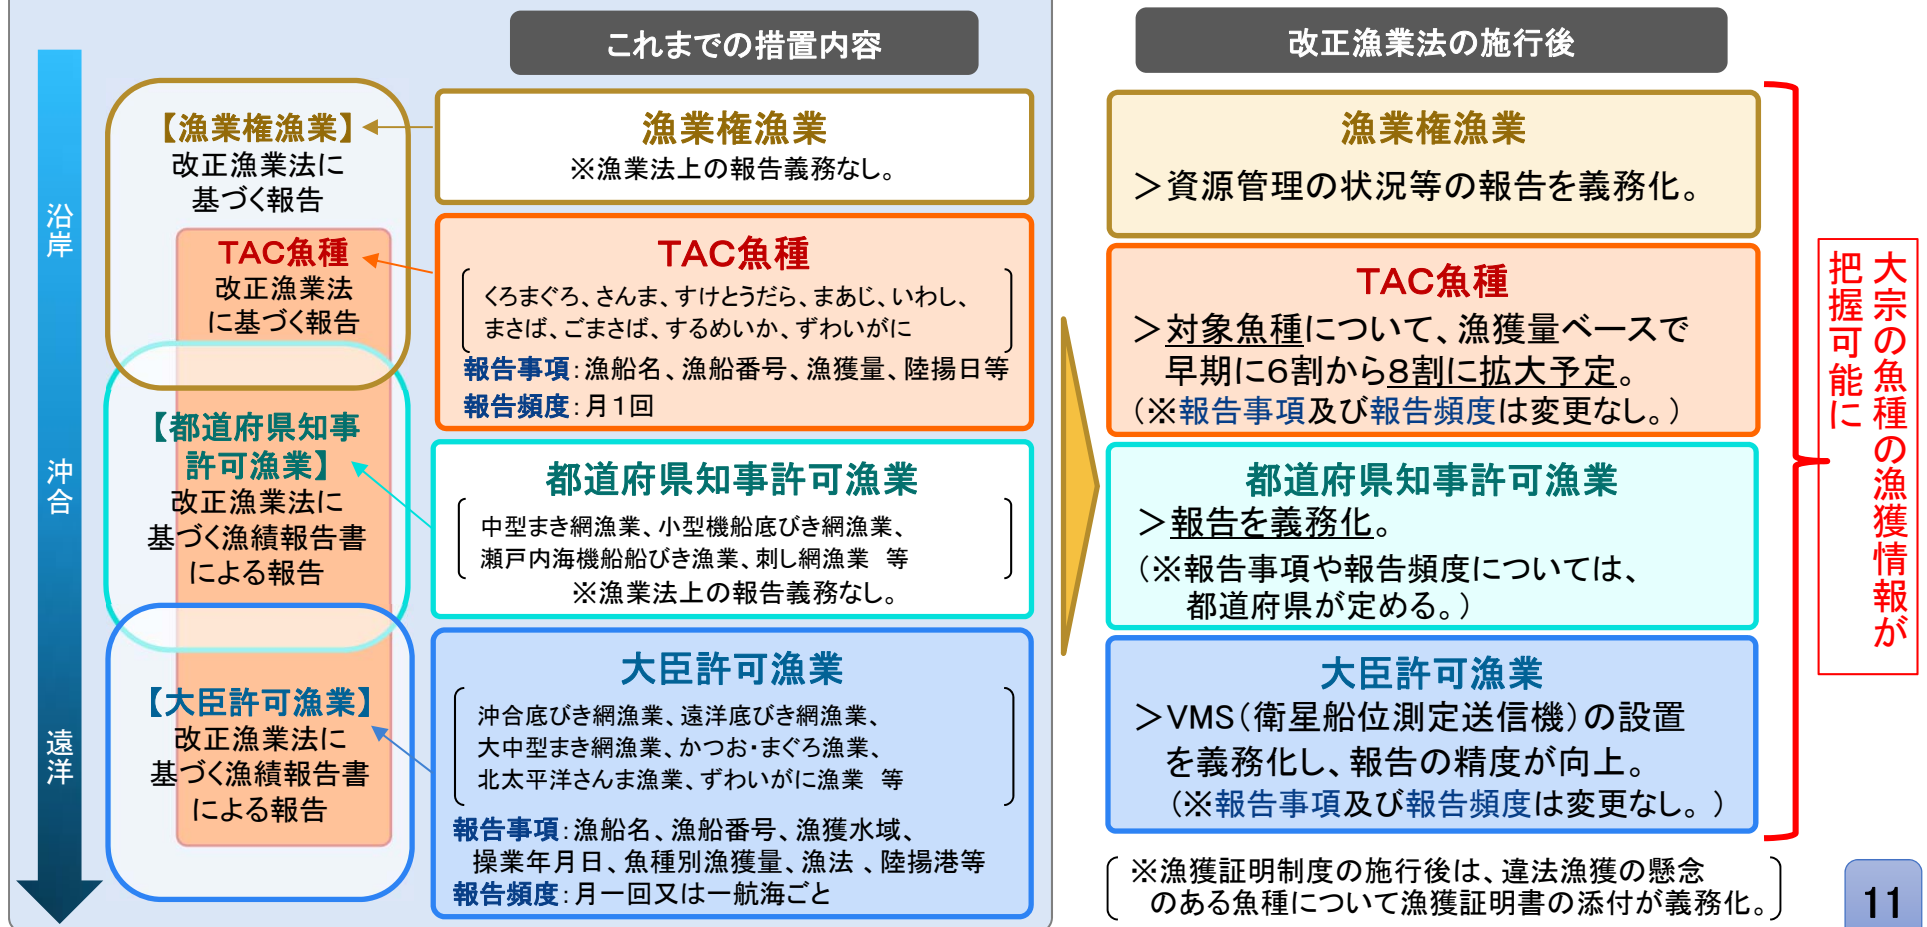 これまでの措置内容
改正漁業法の施行後
沿岸
沖合
遠洋
【漁業権漁業】
改正漁業法に
基づく報告
TAC魚種
改正漁業法
に基づく報告
【都道府県知事
許可漁業】
改正漁業法に
基づく漁績報告書
による報告
【大臣許可漁業】
改正漁業法に
基づく漁績報告書
による報告
漁業権漁業
※漁業法上の報告義務なし。
TAC魚種
くろまぐろ、さんま、すけとうだら、まあじ、いわし、
まさば、ごまさば、するめいか、ずわいがに
報告事項:漁船名、漁船番号、漁獲量、陸揚日等
報告頻度:月1回
都道府県知事許可漁業
中型まき網漁業、小型機船底びき網漁業、
瀬戸内海機船船びき漁業、刺し網漁業 等
※漁業法上の報告義務なし。
大臣許可漁業
沖合底びき網漁業、遠洋底びき網漁業、
大中型まき網漁業、かつお・まぐろ漁業、
北太平洋さんま漁業、ずわいがに漁業 等
報告事項:漁船名、漁船番号、漁獲水域、
操業年月日、魚種別漁獲量、漁法 、陸揚港等
報告頻度:月一回又は一航海ごと
漁業権漁業
＞資源管理の状況等の報告を義務化。
TAC魚種
＞対象魚種について、漁獲量ベースで
早期に6割から8割に拡大予定。
(※報告事項及び報告頻度は変更なし。)
都道府県知事許可漁業
＞報告を義務化。
(※報告事項や報告頻度については、
都道府県が定める。)
大臣許可漁業
＞VMS(衛星船位測定送信機)の設置
を義務化し、報告の精度が向上。
(※報告事項及び報告頻度は変更なし。)
※漁獲証明制度の施行後は、違法漁獲の懸念
のある魚種について漁獲証明書の添付が義務化。
大宗の魚種の漁獲情報が
把握可能に
11